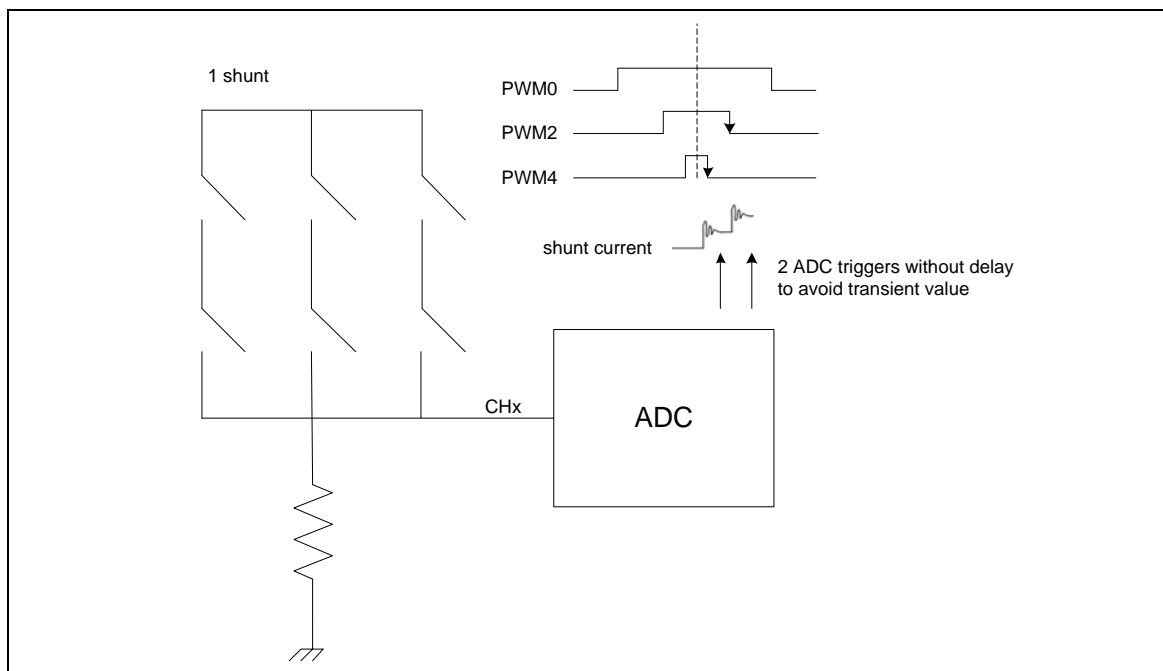 1 shunt
PWM0
PWM2
PWM4
shunt current
2 ADC triggers without delay
to avoid transient value
CHx
ADC